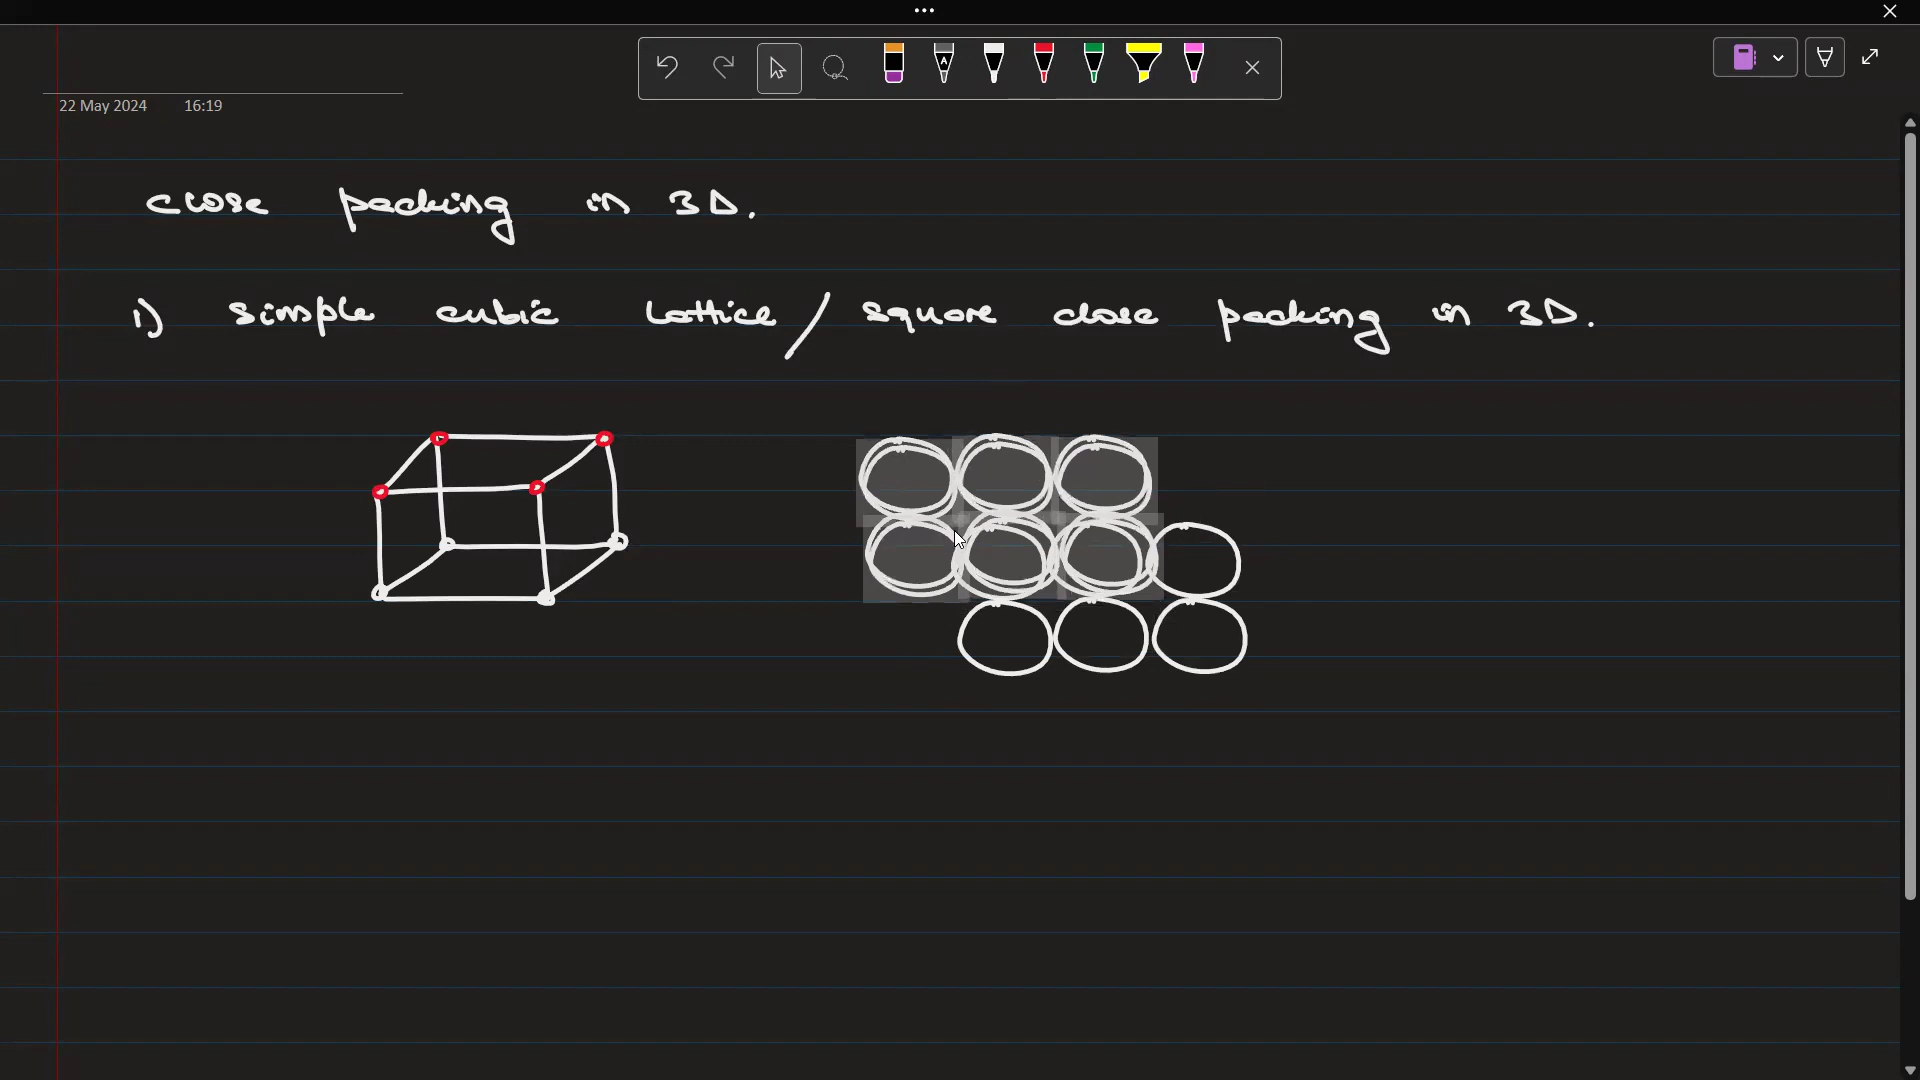 22 May 2024 16:19
close packing in 3D.
1) simple cubic Lattice / square close packing in 3D.